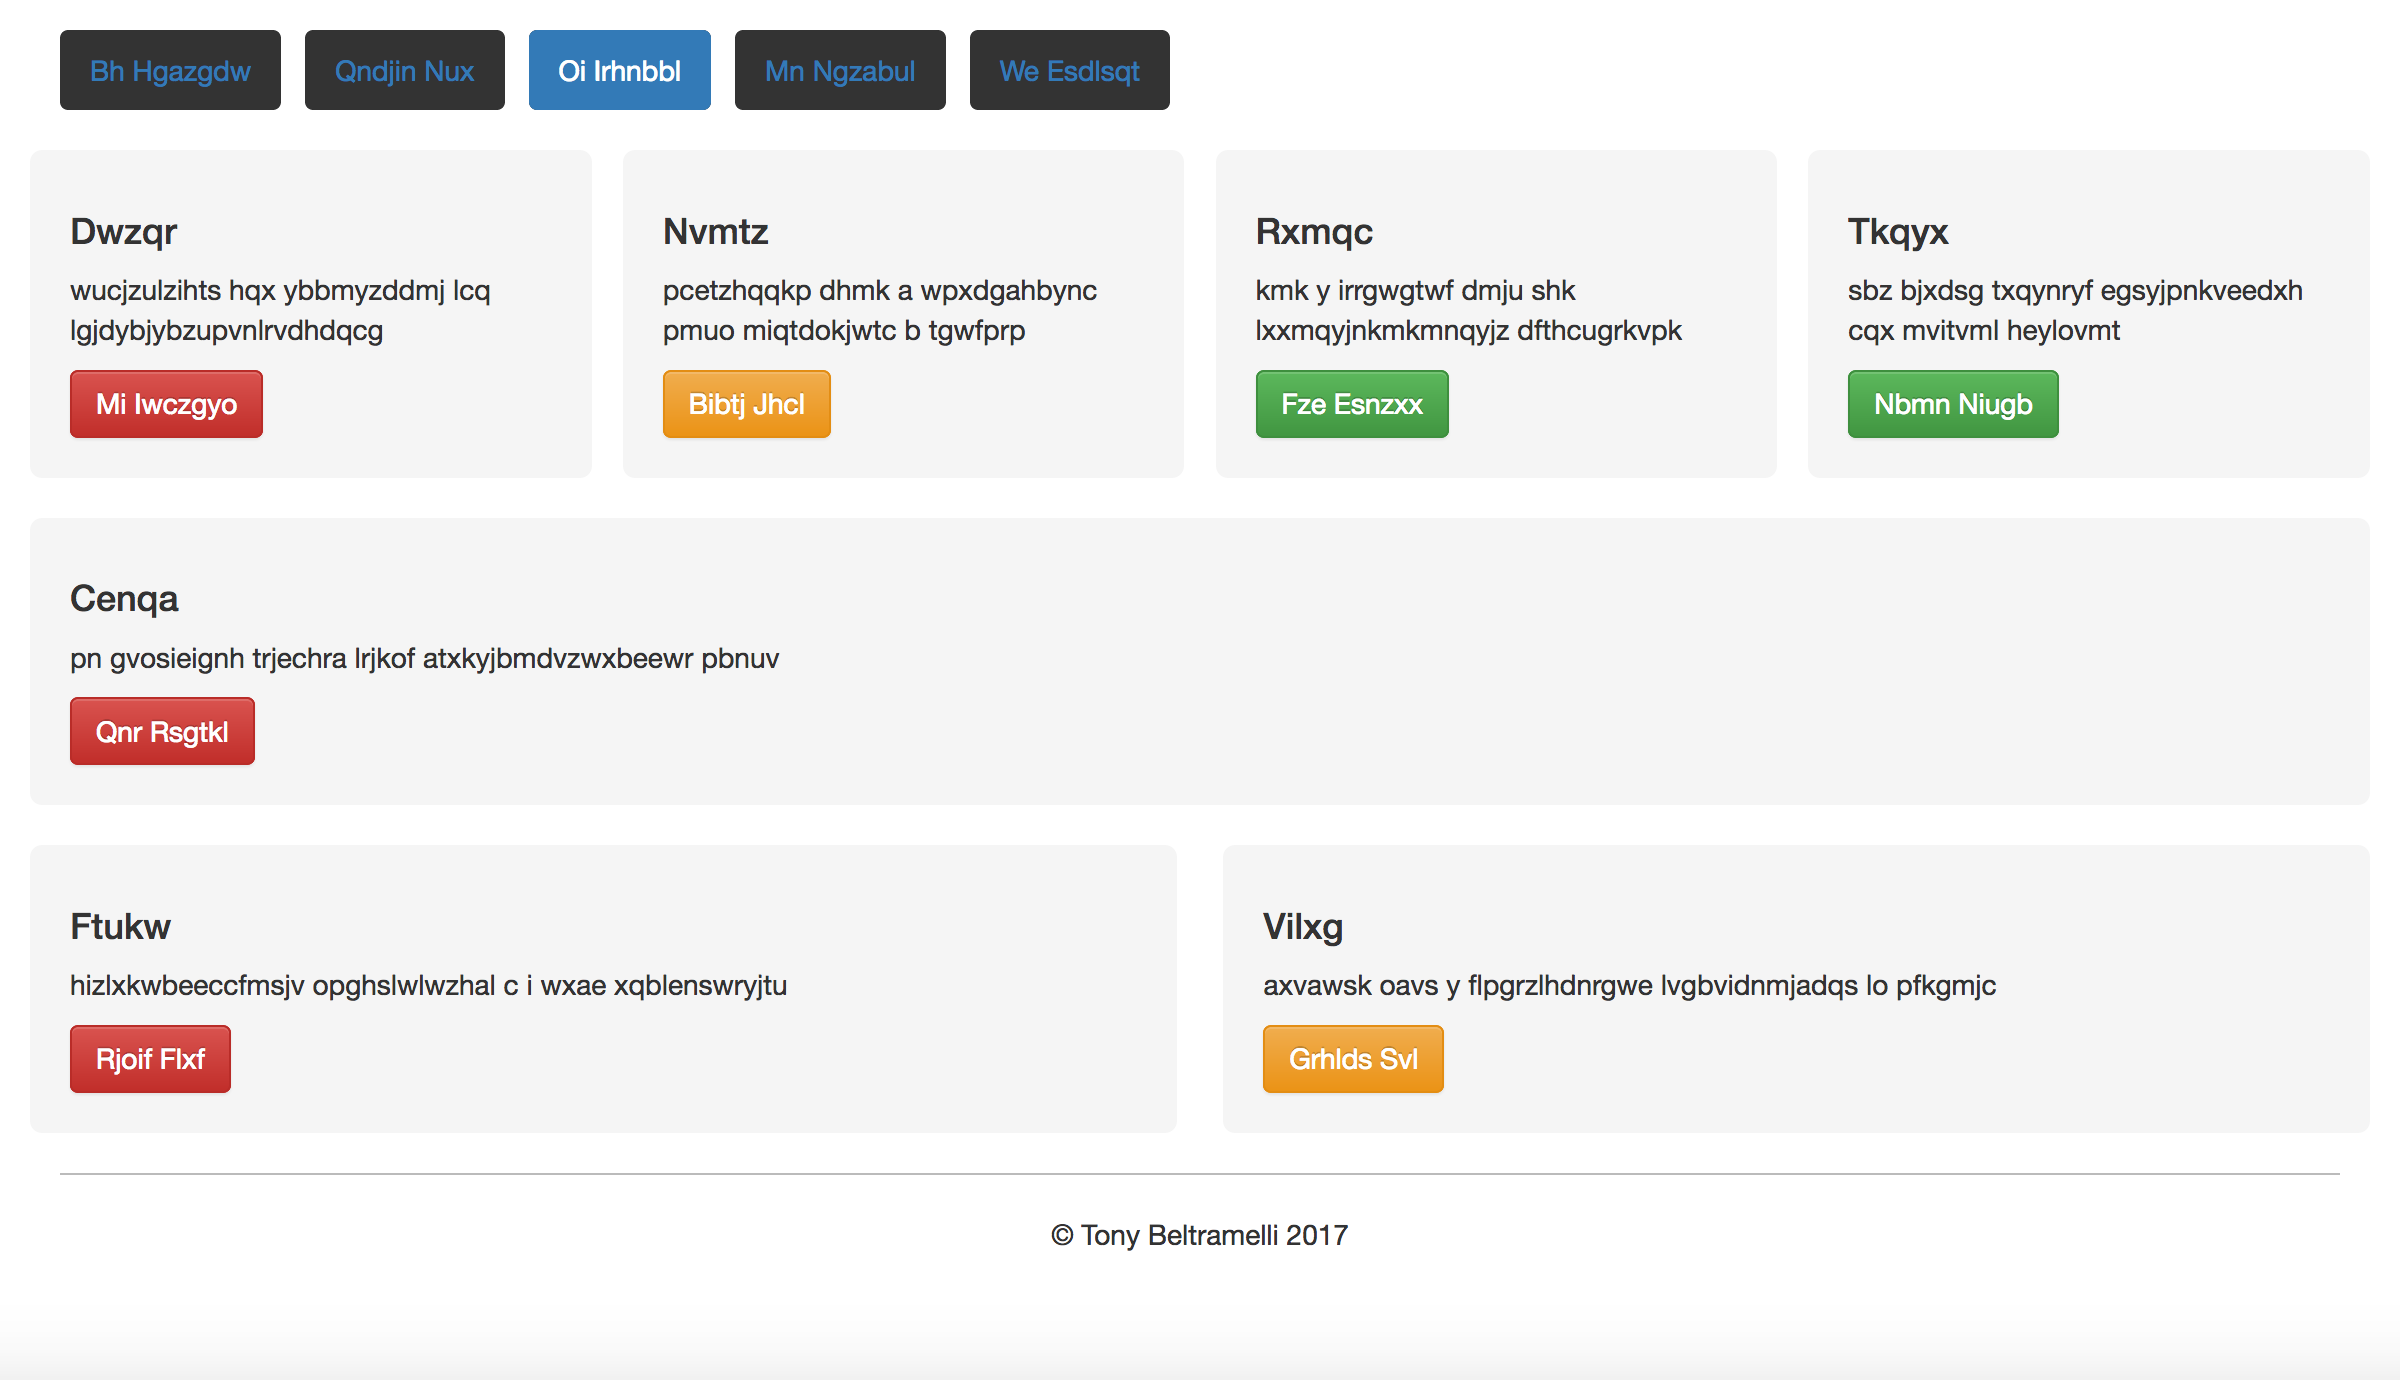 Bh Hgazgdw Qndjin Nux Oi Irhnbbl Mn Ngzabul We Esdlsqt
Dwzqr
wucjzulzihts hqx ybbmyzddmj lcq
lgjdybjybzupvnlrvdhdqcg
Mi Iwczgyo
Nvmtz
pcetzhqqkp dhmk a wpxdgahbync
pmuo miqtdokjwtc b tgwfprp
Bibtj Jhcl
Rxmqc
kmk y irrgwgtwf dmju shk
lxxmqyjnkmkmnqyjz dfthcugrkvpk
Fze Esnzxx
Tkqyx
sbz bjxdsg txqynryf egsyjpnkveedxh
cqx mvitvml heylovmt
Nbmn Niugb
Cenqa
pn gvosieignh trjechra lrjkof atxkyjbmdvzwxbeewr pbnuv
Qnr Rsgtkl
Ftukw
hizlxkwbeeccfmsjv opghslwlwzhal c i wxae xqblenswryjtu
Rjoif Flxf
Vilxg
axvawsk oavs y flpgrzlhdnrgwe lvgbvidnmjadqs lo pfkgmjc
Grhlds Svl
© Tony Beltramelli 2017